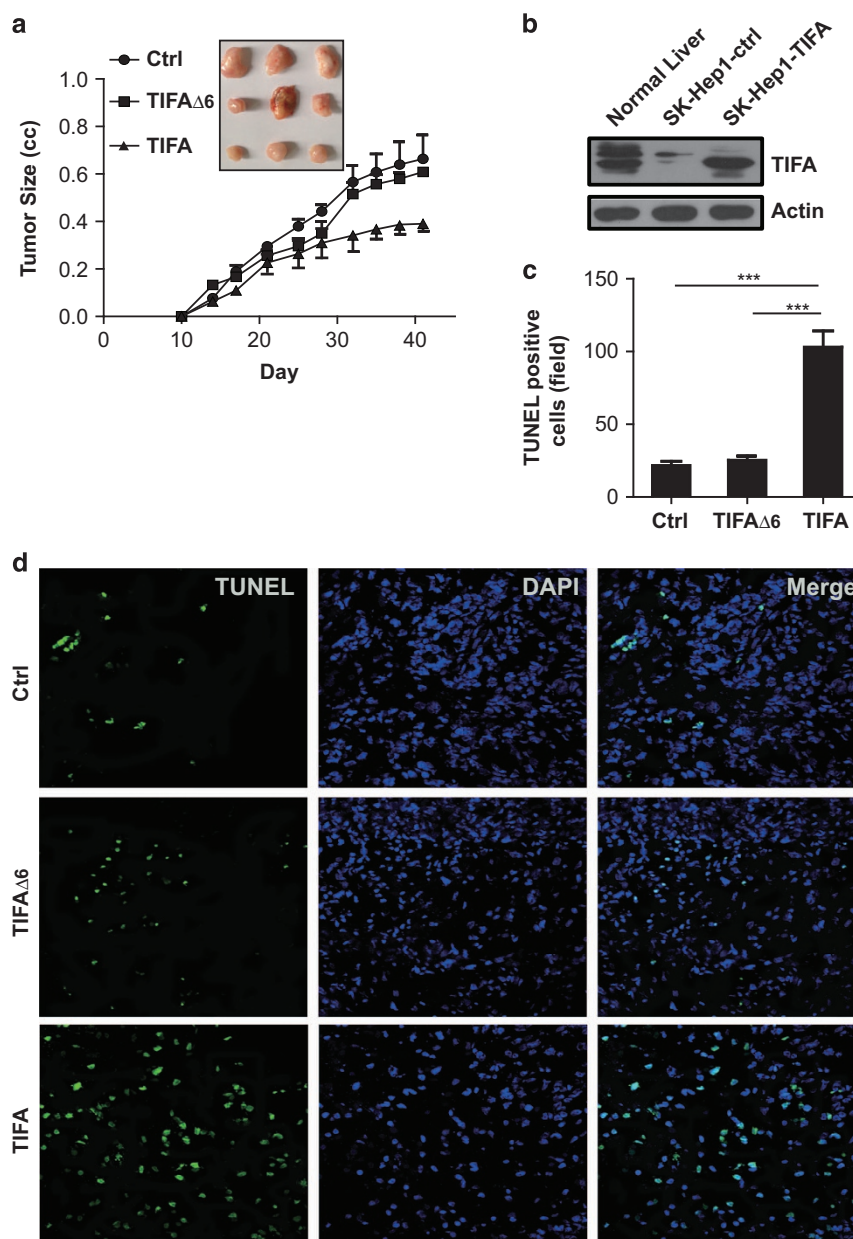 a
Ctrl
TIFAΔ6
TIFA
1.0
0.8
0.6
0.4
0.2
0.0
Tumor Size (cc)
0 10 20 30 40
Day
b
Normal Liver
SK-Hep1-ctrl
SK-Hep1-TIFA
TIFA
Actin
c
150
100
50
0
TUNEL positive
cells (field)
***
***
Ctrl TIFAΔ6 TIFA
d
TUNEL DAPI Merge
Ctrl
TIFAΔ6
TIFA